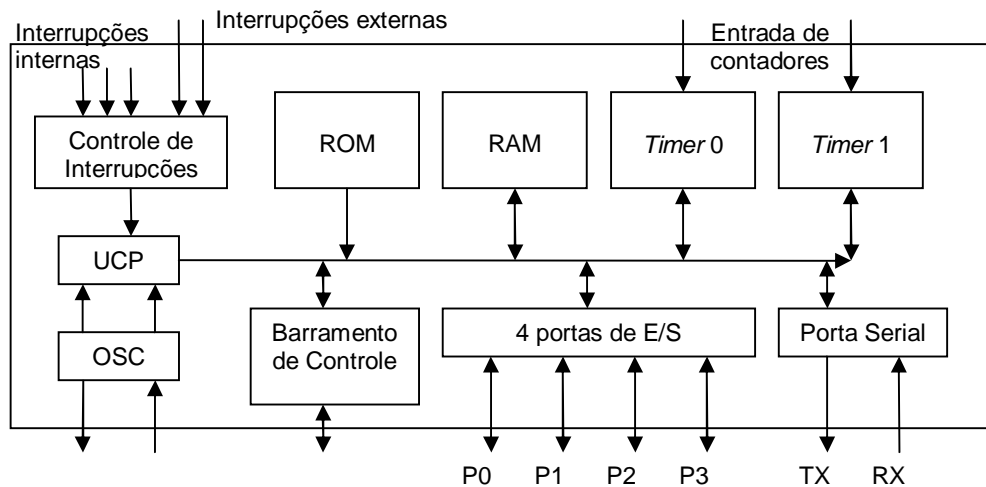 Interrupções externas
Interrupções
internas
Entrada de
contadores
Controle de
Interrupções
ROM
RAM
Timer 0
Timer 1
UCP
OSC
Barramento
de Controle
4 portas de E/S
Porta Serial
P0 P1 P2 P3 TX RX